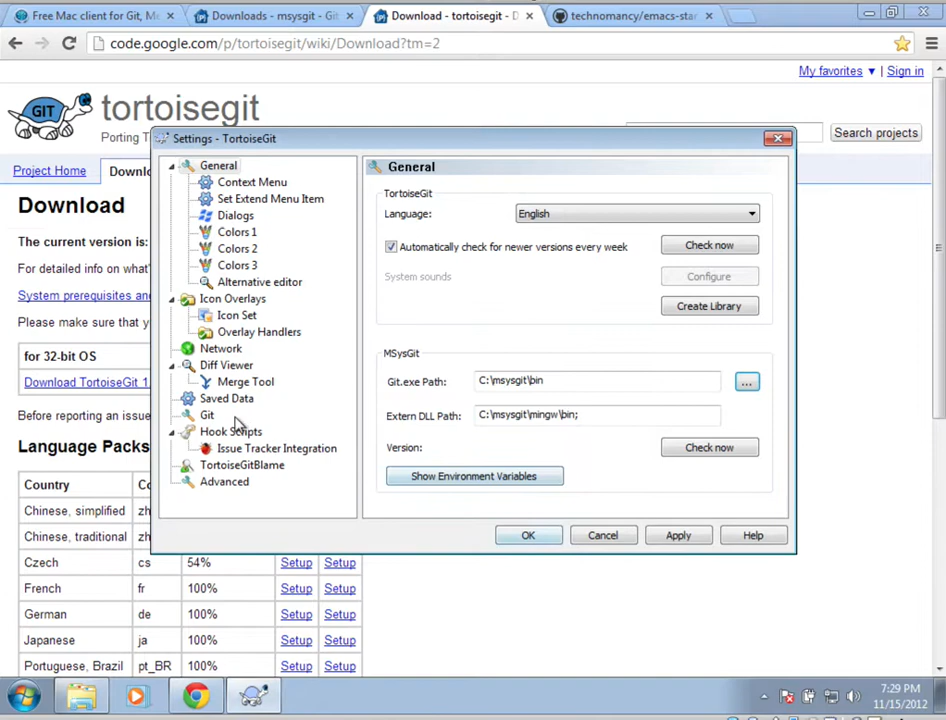 Free Mac client for Git, M
Downloads - msysgit - Git
Download - tortoisegit - D
technomancy/emacs-star
code.google.com/p/tortoisegit/wiki/Download?tm=2
My favorites ▼ | Sign in
GIT
tortoisegit
Porting T
Search projects
Project Home
Downlo
Download
The current version is:
For detailed info on what'
System prerequisites an
Please make sure that y
for 32-bit OS
Download TortoiseGit 1.
Before reporting an issue
Language Packs
Country
Co
Chinese, simplified
zh
Chinese, traditional
zh
Czech
cs
54%
Setup
Setup
French
fr
100%
Setup
Setup
German
de
100%
Setup
Setup
Japanese
ja
100%
Setup
Setup
Portuguese, Brazil
pt_BR
100%
Setup
Setup
Settings - TortoiseGit
General
Context Menu
Set Extend Menu Item
Dialogs
Colors 1
Colors 2
Colors 3
Alternative editor
Icon Overlays
Icon Set
Overlay Handlers
Network
Diff Viewer
Merge Tool
Saved Data
Git
Hook Scripts
Issue Tracker Integration
TortoiseGitBlame
Advanced
General
TortoiseGit
Language:
English
Automatically check for newer versions every week
Check now
System sounds
Configure
Create Library
MSysGit
Git.exe Path:
C:\msysgit\bin
...
Extern DLL Path:
C:\msysgit\mingw\bin;
Version:
Check now
Show Environment Variables
OK
Cancel
Apply
Help
7:29 PM
11/15/2012